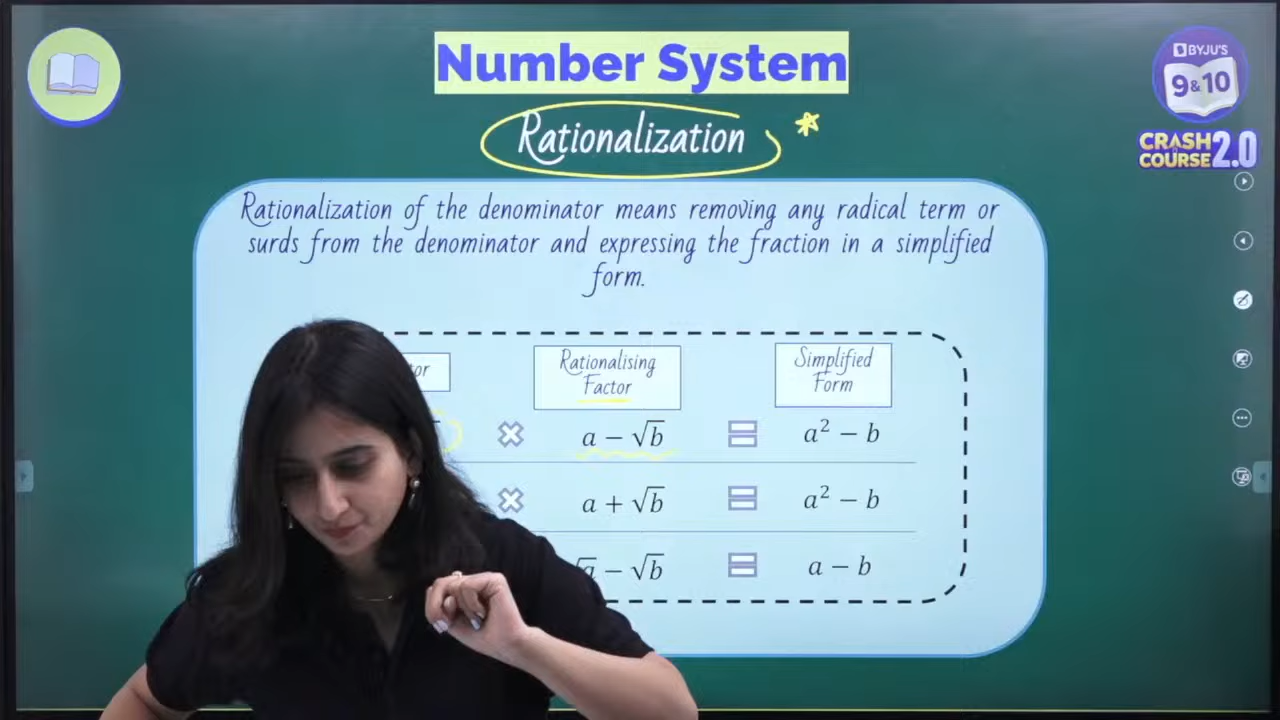 Number System
BYJU'S
9 & 10
CRASH
COURSE 2.0
Rationalization *
Rationalization of the denominator means removing any radical term or
surds from the denominator and expressing the fraction in a simplified
form.
Rationalising
Factor
Simplified
Form
× a − √b = a² − b
× a + √b = a² − b
√a − √b = a − b